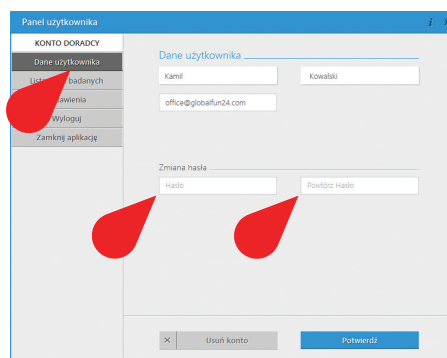 Panel użytkownika
i
KONTO DORADCY
Dane użytkownika
badanych
Wyloguj
Zamknij aplikację
Dane użytkownika
Kamil
Kowalski
office@globalfun24.com
Zmiana hasła
Hasło
Powtórz Hasło
× Usuń konto
Potwierdź